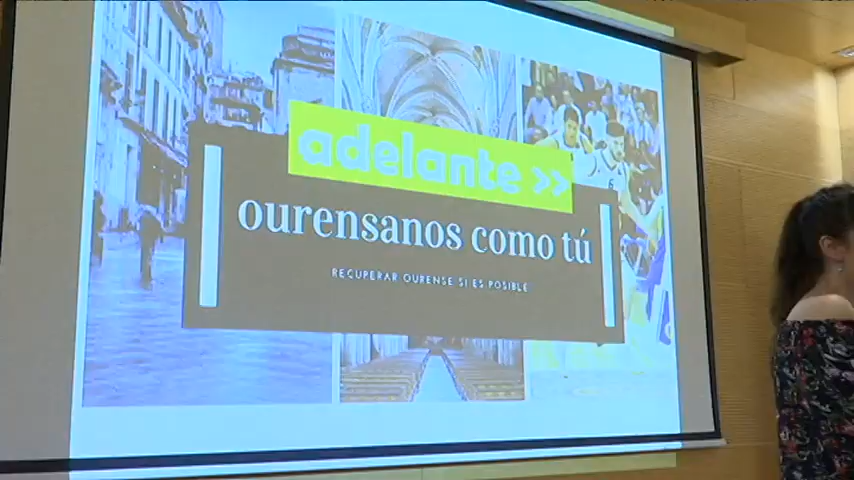 adelante >>
ourensanos como tú
RECUPERAR OURENSE SI ES POSIBLE